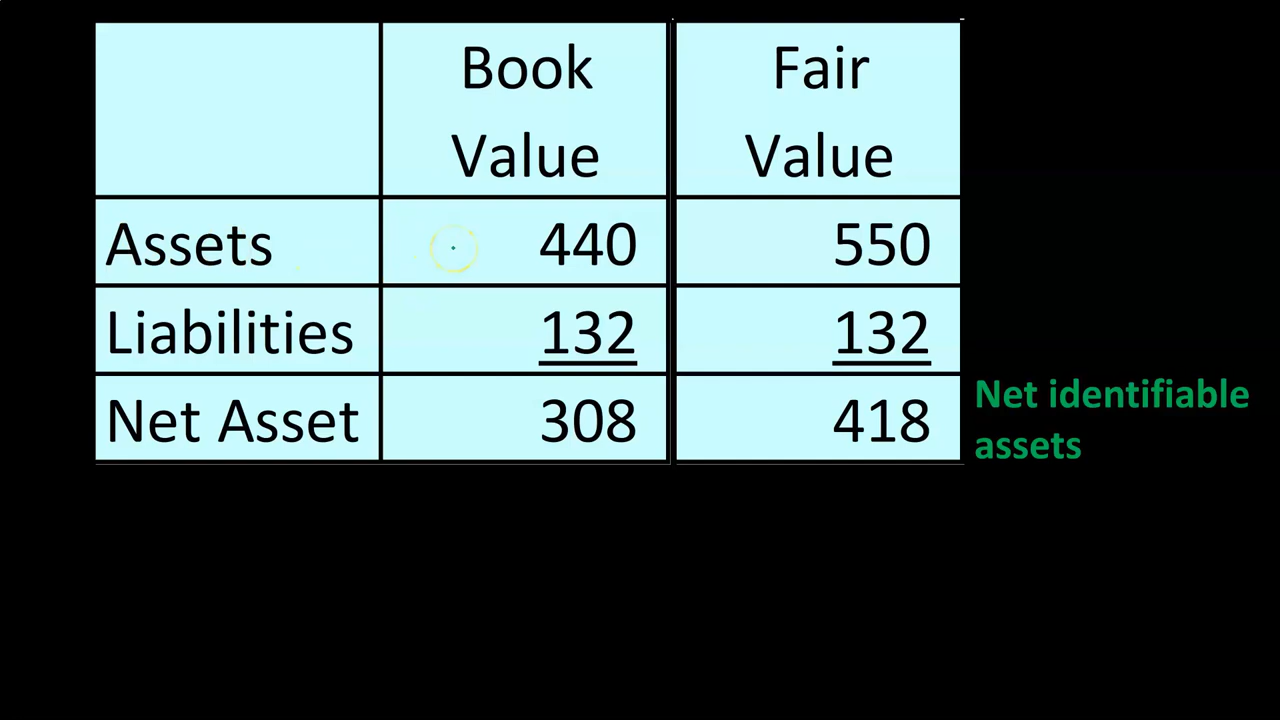 Book Value Fair Value
Assets 440 550
Liabilities 132 132
Net Asset 308 418
Net identifiable
assets